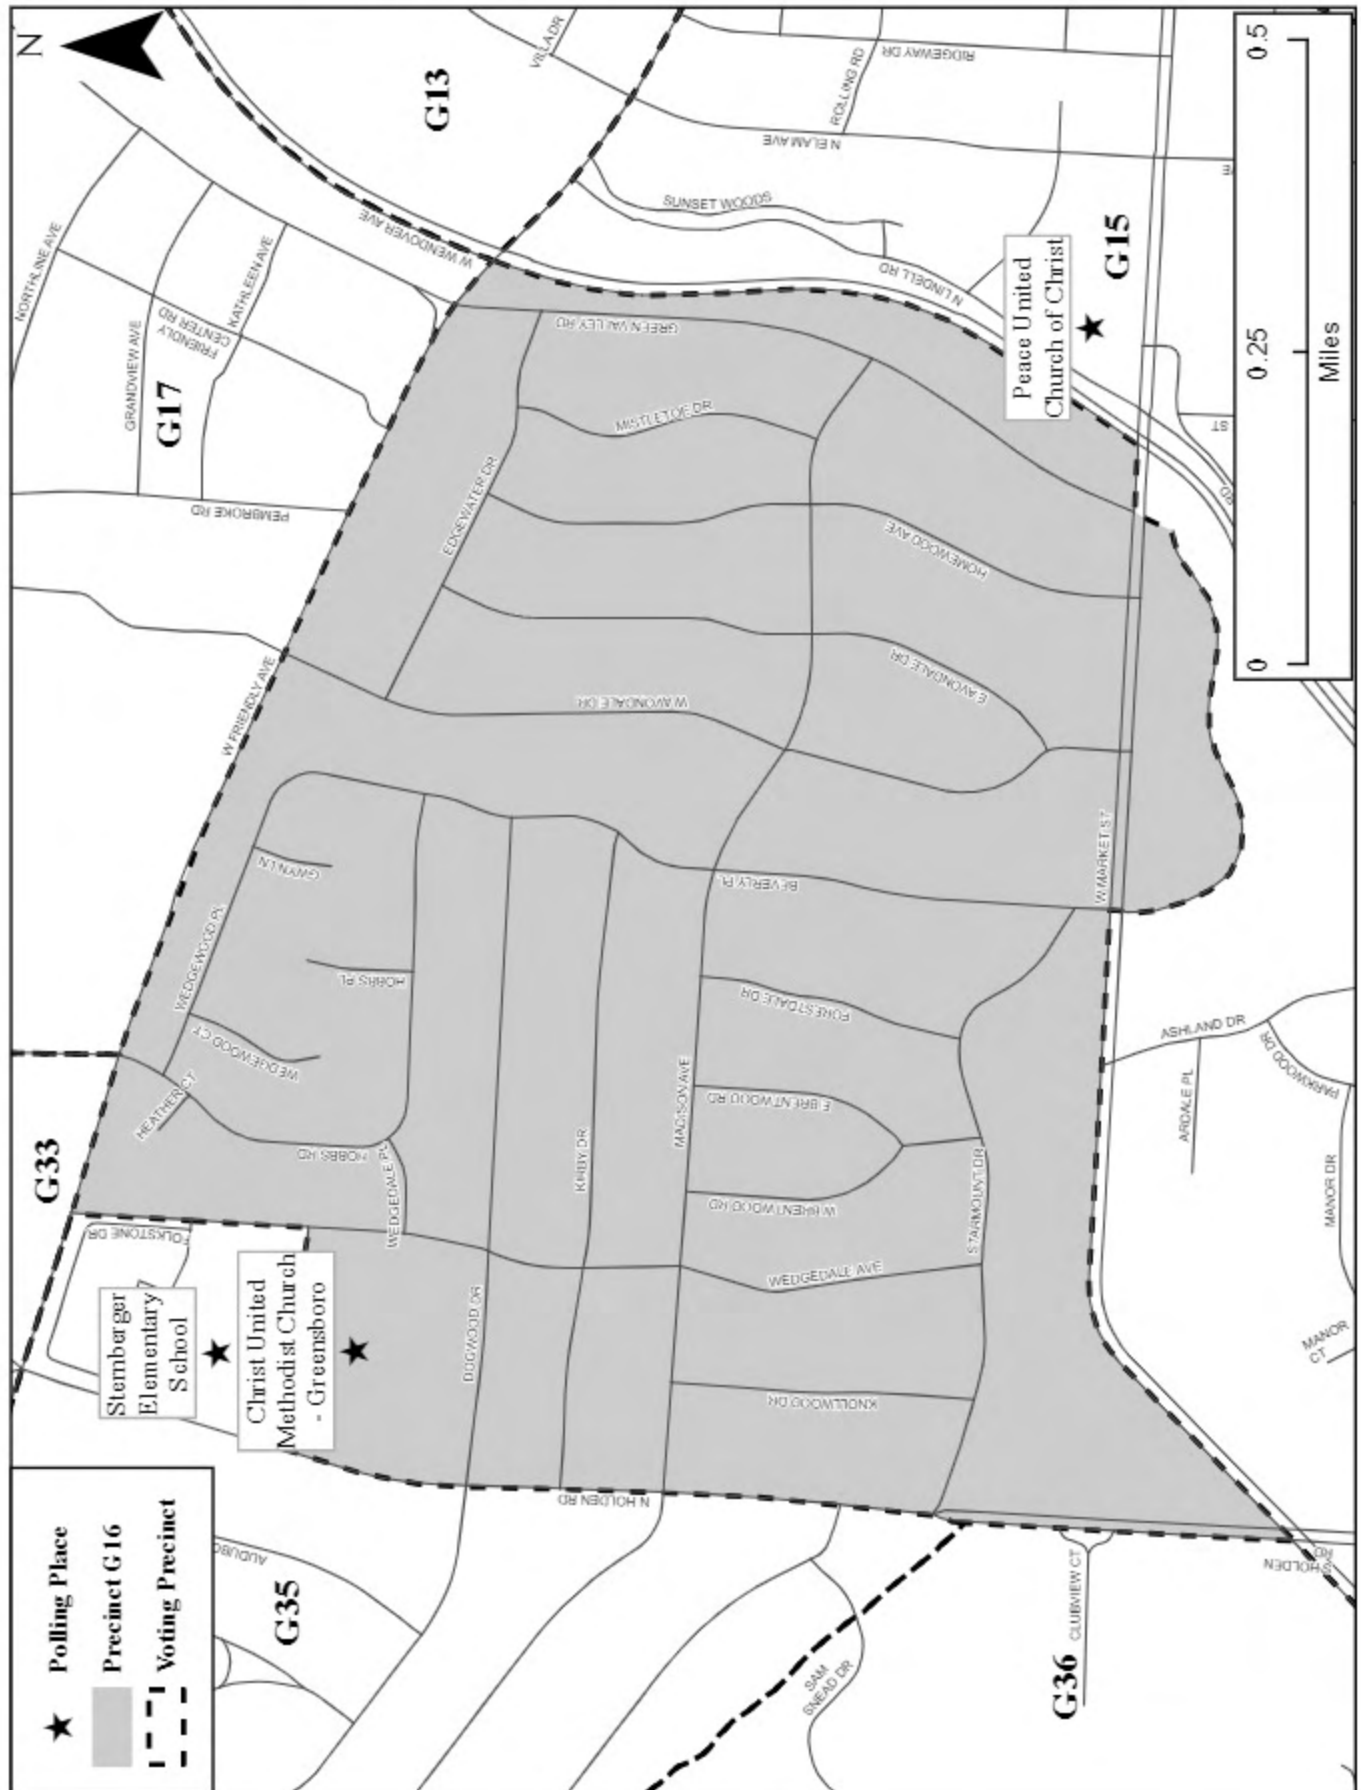 N
0
0.25
0.5
Miles
Polling Place
Precinct G16
Voting Precinct
G33
G17
G13
G35
G36
G15
Sternberger
Elementary
School
Christ United
Methodist Church
- Greensboro
Peace United
Church of Christ
NORTHLINE AVE
GRANDVIEW AVE
FRIENDLY
CENTER RD
KATHLEEN AVE
PEMBROKE RD
W WENDOVER AVE
VILLA DR
ROLLING RD
RIDGEWAY DR
N ELAM AVE
SUNSET WOODS
N LINDELL RD
GREEN VALLEY RD
MISTLETOE DR
EDGEWATER DR
HOMEWOOD AVE
E AVONDALE DR
W AVONDALE DR
W FRIENDLY AVE
GWYN LN
WEDGEWOOD PL
HOBBS PL
WEDGEWOOD CT
HEATHER CT
HOBBS RD
WEDGEDALE PL
FOLKSTONE DR
DOGWOOD DR
KIRBY DR
MADISON AVE
BEVERLY PL
FORESTDALE DR
E BRENTWOOD RD
W BRENTWOOD RD
STARMOUNT DR
WEDGEDALE AVE
KNOLLWOOD DR
N HOLDEN RD
W MARKET ST
ASHLAND DR
ARDALE PL
PARKWOOD DR
MANOR DR
MANOR
CT
S HOLDEN
RD
CLUBVIEW CT
SAM
SNEAD DR
AUDUBO
ST
RD
E